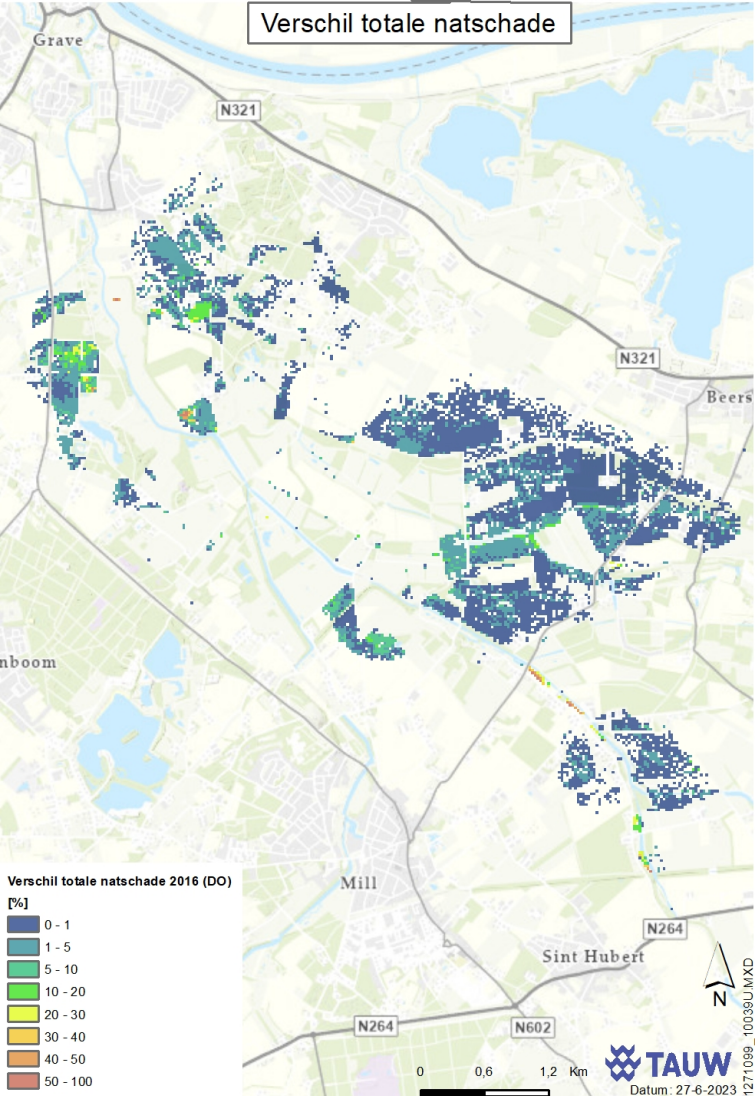 Verschil totale natschade
Grave
N321
N321
Beers
nboom
Mill
Verschil totale natschade 2016 (DO)
[%]
0 - 1
1 - 5
5 - 10
10 - 20
20 - 30
30 - 40
40 - 50
50 - 100
N264
Sint Hubert
N264
N602
N
0 0,6 1,2 Km
TAUW
Datum: 27-6-2023
1271099_10039U.MXD